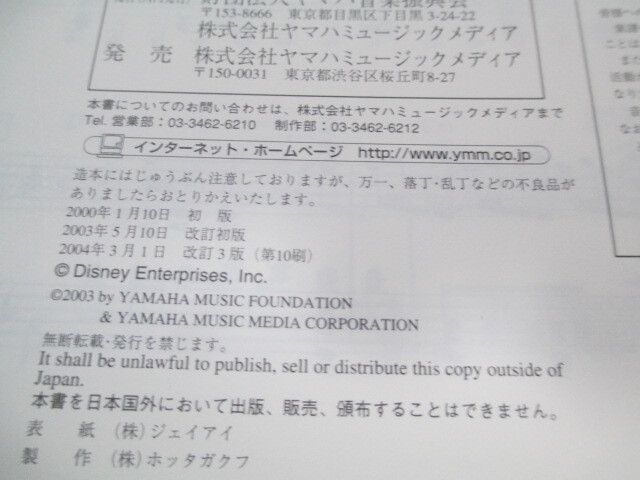 〒153-8666 東京都目黒区下目黒3-24-22
株式会社ヤマハミュージックメディア
発 売 株式会社ヤマハミュージックメディア
〒150-0031 東京都渋谷区桜丘町8-27
本書についてのお問い合わせは、株式会社ヤマハミュージックメディアまで
Tel. 営業部：03-3462-6210 制作部：03-3462-6212
インターネット・ホームページ http://www.ymm.co.jp
造本にはじゅうぶん注意しておりますが、万一、落丁・乱丁などの不良品が
ありましたらおとりかえいたします。
2000年1月10日 初 版
2003年5月10日 改訂初版
2004年3月1日 改訂3版（第10刷）
© Disney Enterprises, Inc.
©2003 by YAMAHA MUSIC FOUNDATION
& YAMAHA MUSIC MEDIA CORPORATION
無断転載・発行を禁じます。
It shall be unlawful to publish, sell or distribute this copy outside of
Japan.
本書を日本国外において出版、販売、頒布することはできません。
表 紙 （株）ジェイアイ
製 作 （株）ホッタガクフ